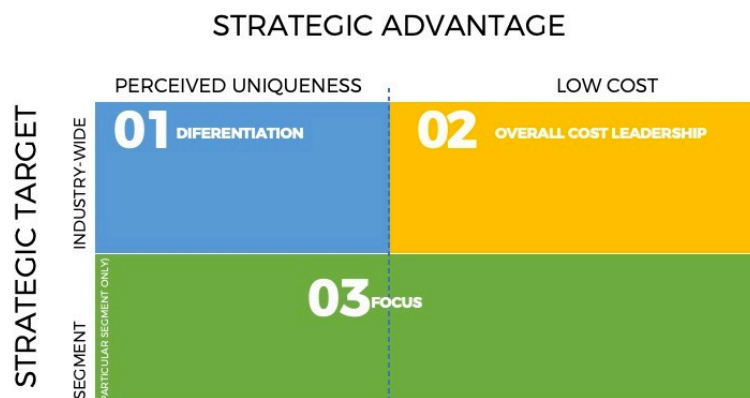 STRATEGIC ADVANTAGE
PERCEIVED UNIQUENESS
LOW COST
STRATEGIC TARGET
INDUSTRY-WIDE
01 DIFERENTIATION
02 OVERALL COST LEADERSHIP
SEGMENT
PARTICULAR SEGMENT ONLY)
03 FOCUS